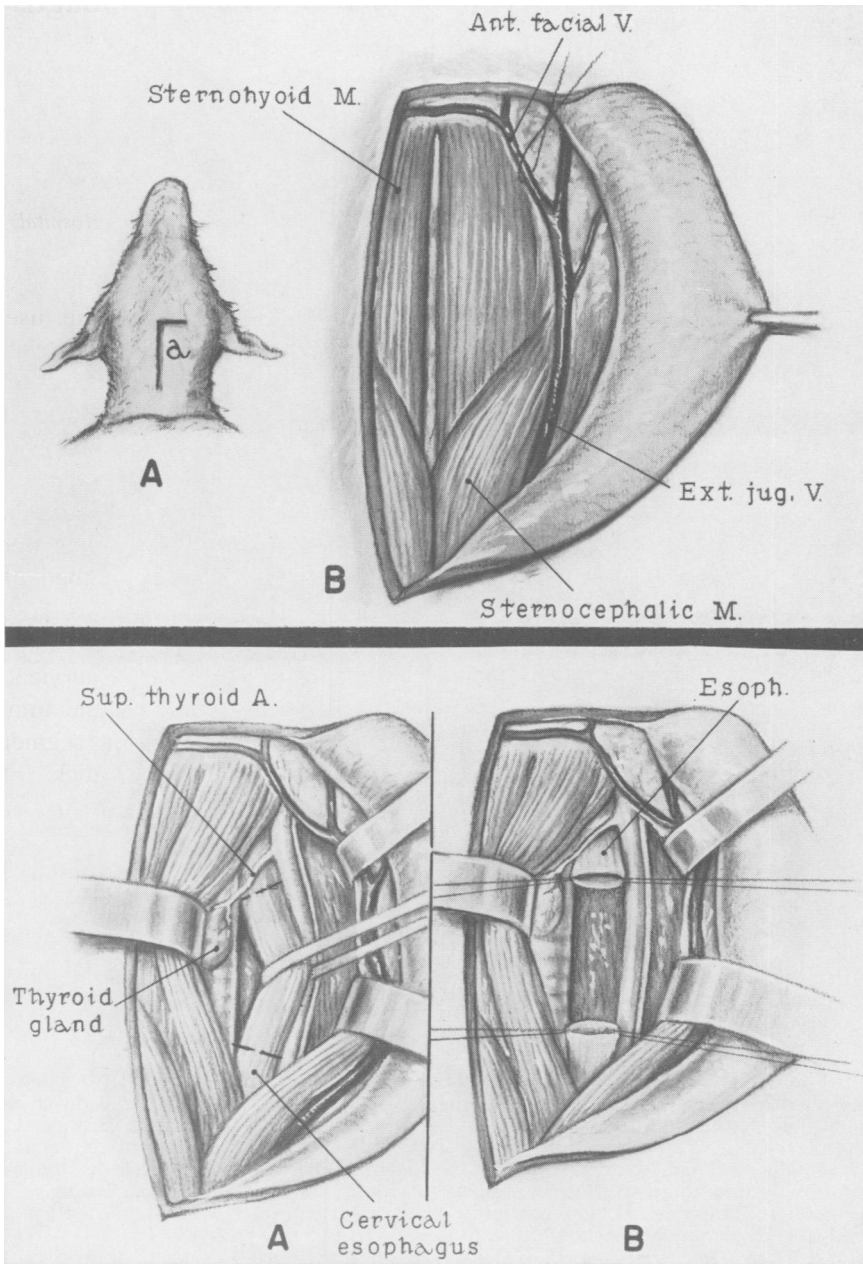 Ant. facial V.
Sternohyoid M.
a
A
Ext. jug. V.
B
Sternocephalic M.
Sup. thyroid A.
Esoph.
Thyroid
gland
Cervical
esophagus
A
B